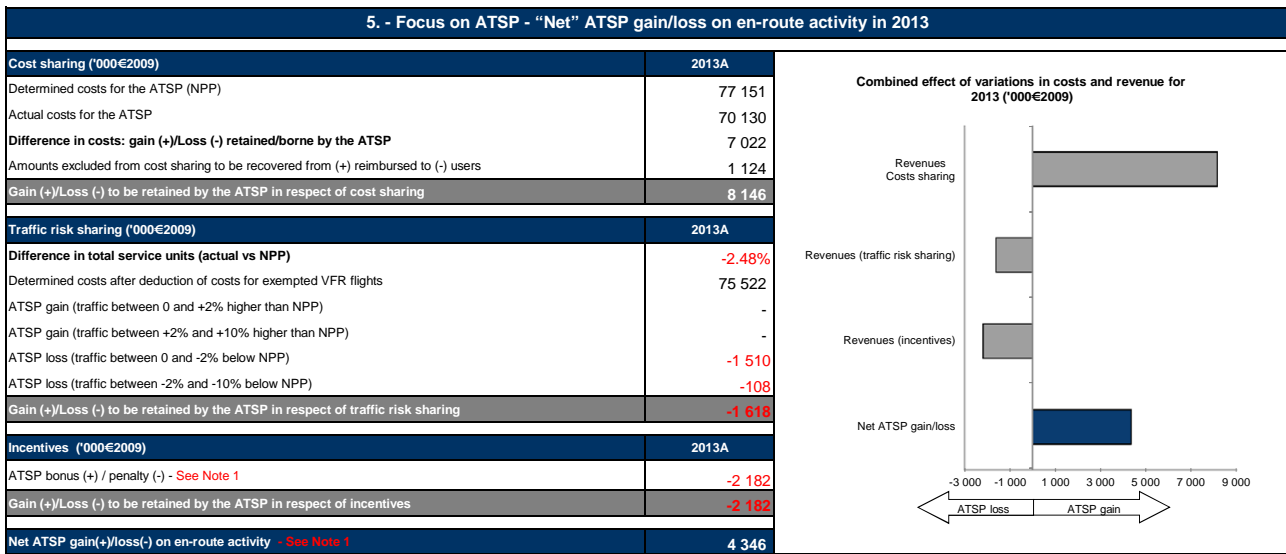 5. - Focus on ATSP - “Net” ATSP gain/loss on en-route activity in 2013
Cost sharing ('000€2009) 2013A
Determined costs for the ATSP (NPP) 77 151
Actual costs for the ATSP 70 130
Difference in costs: gain (+)/Loss (-) retained/borne by the ATSP 7 022
Amounts excluded from cost sharing to be recovered from (+) reimbursed to (-) users 1 124
Gain (+)/Loss (-) to be retained by the ATSP in respect of cost sharing 8 146
Traffic risk sharing ('000€2009) 2013A
Difference in total service units (actual vs NPP) -2.48%
Determined costs after deduction of costs for exempted VFR flights 75 522
ATSP gain (traffic between 0 and +2% higher than NPP) -
ATSP gain (traffic between +2% and +10% higher than NPP) -
ATSP loss (traffic between 0 and -2% below NPP) -1 510
ATSP loss (traffic between -2% and -10% below NPP) -108
Gain (+)/Loss (-) to be retained by the ATSP in respect of traffic risk sharing -1 618
Incentives ('000€2009) 2013A
ATSP bonus (+) / penalty (-) - See Note 1 -2 182
Gain (+)/Loss (-) to be retained by the ATSP in respect of incentives -2 182
Net ATSP gain(+)/loss(-) on en-route activity - See Note 1 4 346
Combined effect of variations in costs and revenue for
2013 ('000€2009)
Revenues
Costs sharing
Revenues (traffic risk sharing)
Revenues (incentives)
Net ATSP gain/loss
-3 000 -1 000 1 000 3 000 5 000 7 000 9 000
ATSP loss ATSP gain